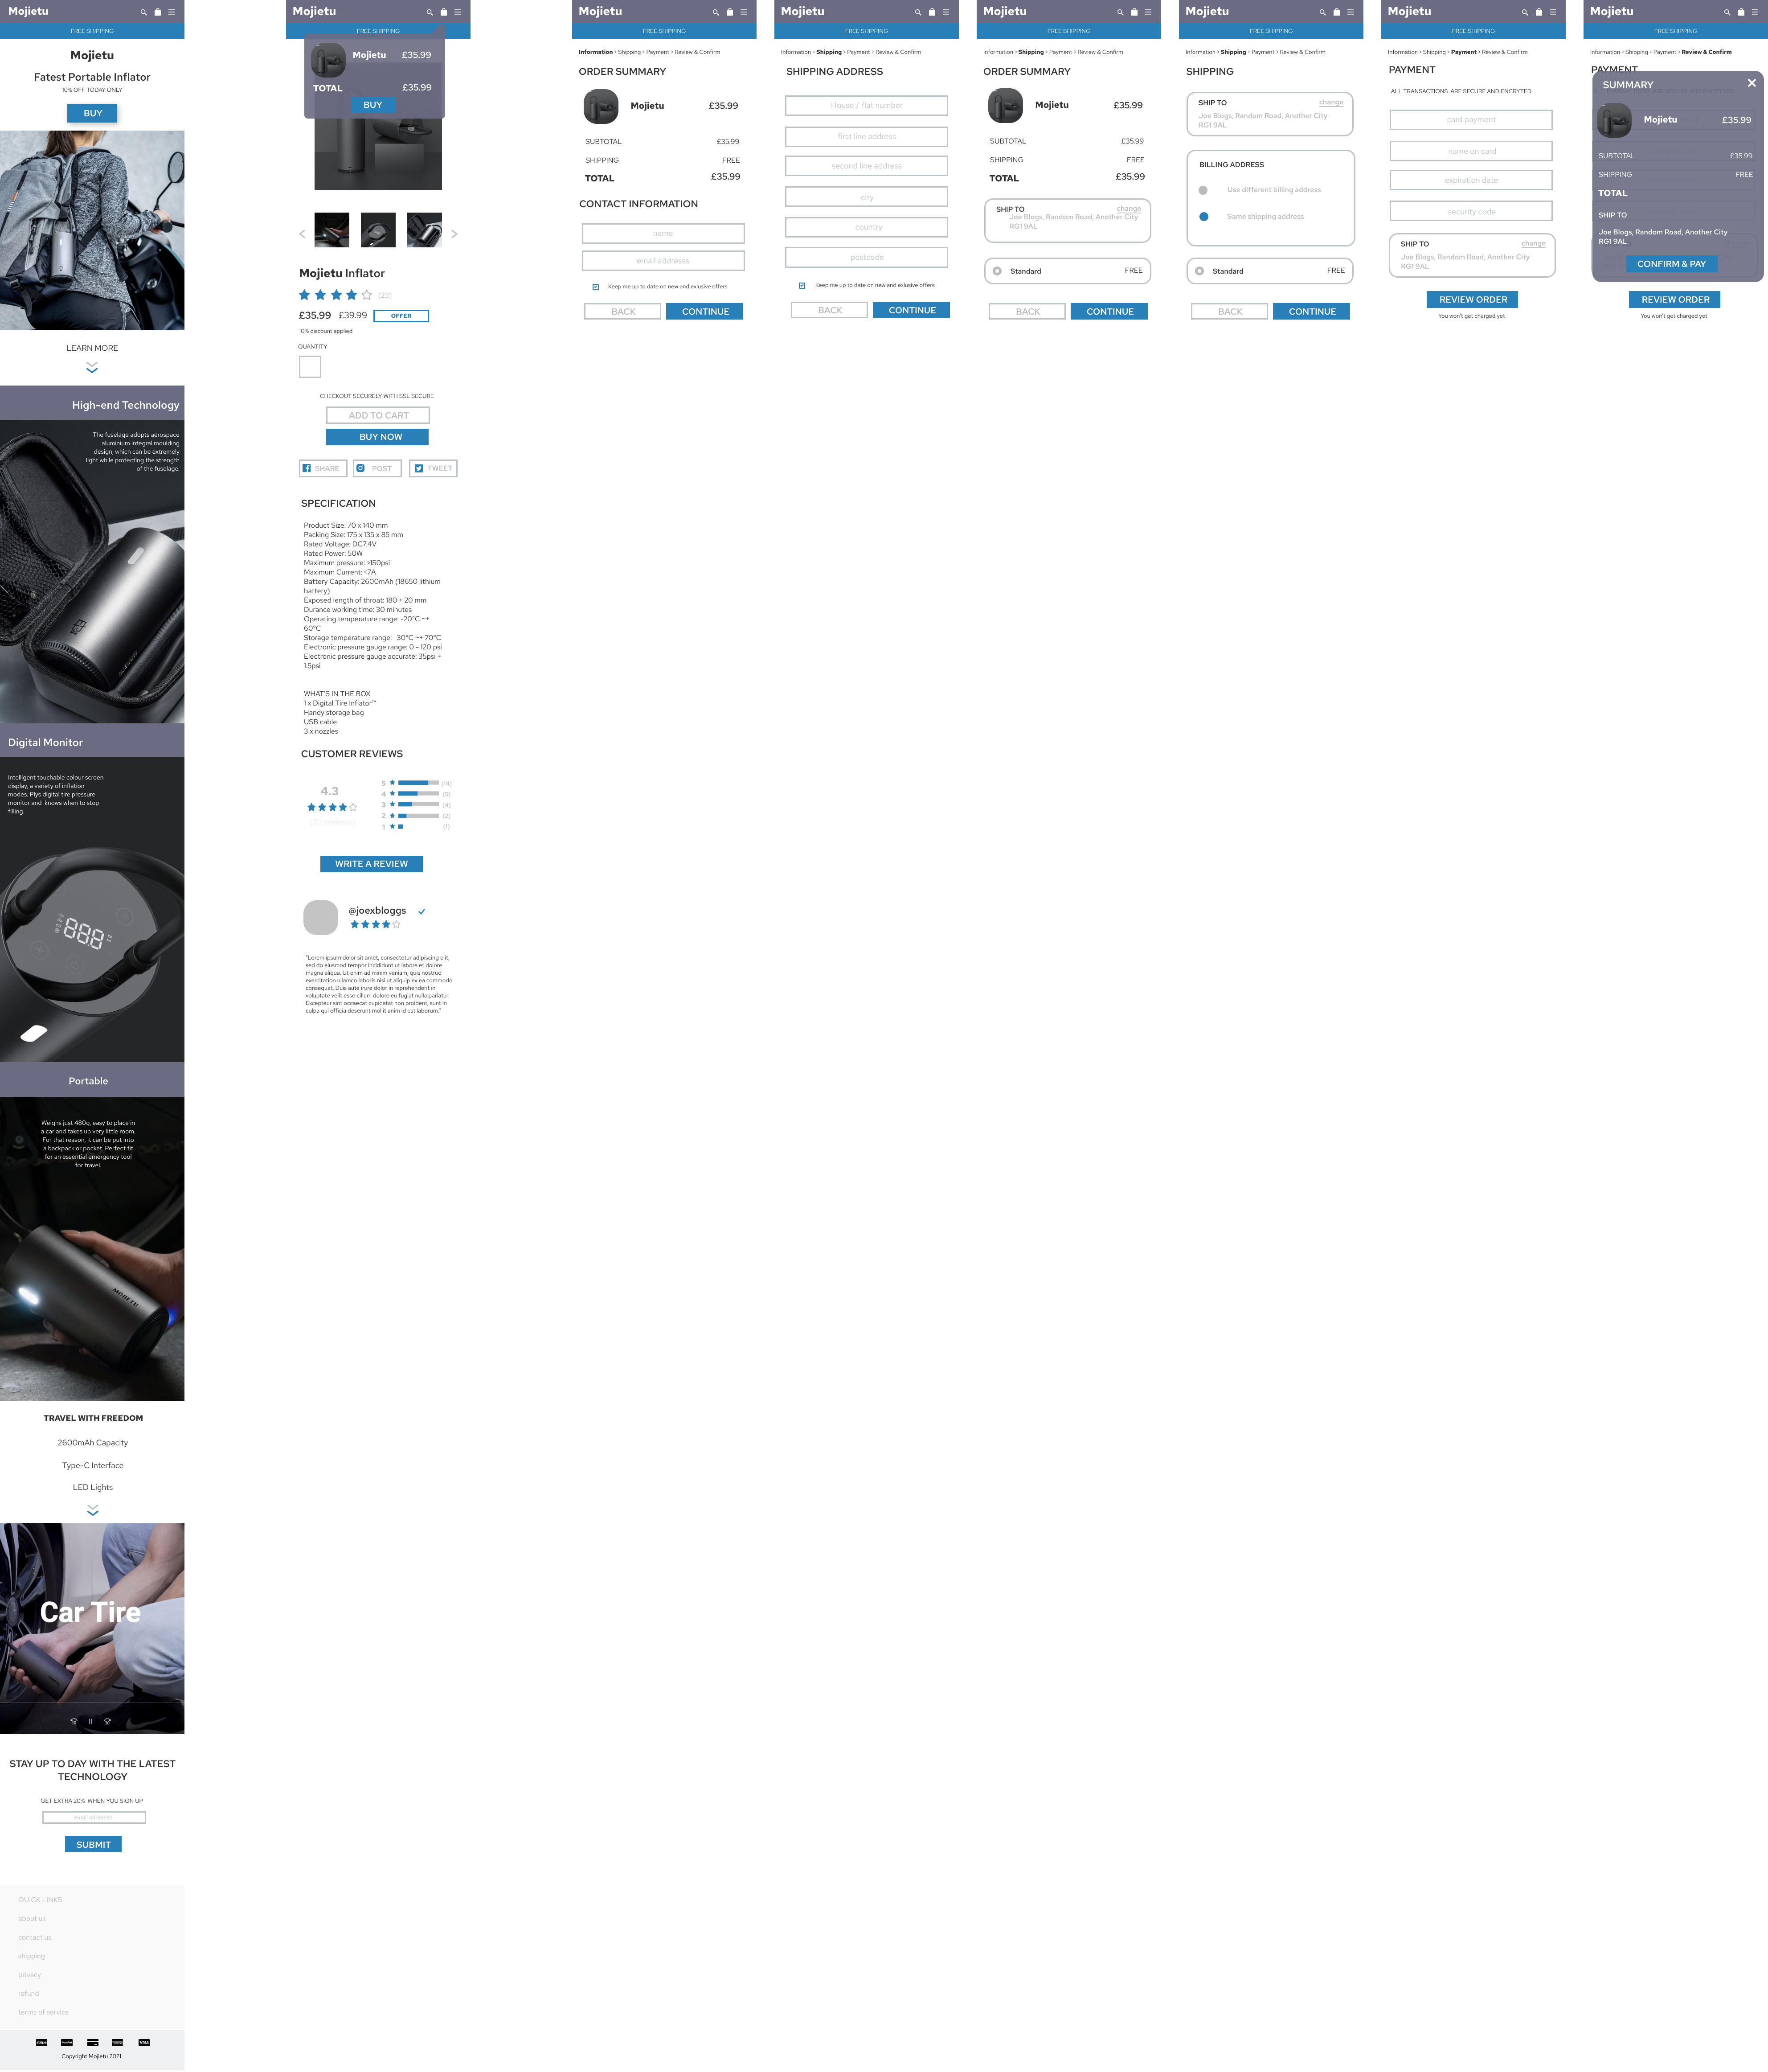 Mojietu
FREE SHIPPING
Mojietu
Fatest Portable Inflator
10% OFF TODAY ONLY
BUY
LEARN MORE
High-end Technology
The fuselage adopts aerospace
aluminium integral moulding
design, which can be extremely
light while protecting the strength
of the fuselage.
Digital Monitor
Intelligent touchable colour screen
display, a variety of inflation
modes. Plys digital tire pressure
monitor and knows when to stop
filling.
888
Portable
Weighs just 480g, easy to place in
a car and takes up very little room.
For that reason, it can be put into
a backpack or pocket. Perfect fit
for an essential emergency tool
for travel.
MOJIETU
TRAVEL WITH FREEDOM
2600mAh Capacity
Type-C Interface
LED Lights
Car Tire
STAY UP TO DAY WITH THE LATEST
TECHNOLOGY
GET EXTRA 20% WHEN YOU SIGN UP
email addresss
SUBMIT
QUICK LINKS
about us
contact us
shipping
privacy
refund
terms of service
stripe
PayPal
VISA
Copyright Mojietu 2021
Mojietu
FREE SHIPPING
Mojietu £35.99
TOTAL £35.99
BUY
Mojietu Inflator
(23)
£35.99 £39.99 OFFER
10% discount applied
QUANTITY
CHECKOUT SECURELY WITH SSL SECURE
ADD TO CART
BUY NOW
SHARE POST TWEET
SPECIFICATION
Product Size: 70 x 140 mm
Packing Size: 175 x 135 x 85 mm
Rated Voltage: DC7.4V
Rated Power: 50W
Maximum pressure: >150psi
Maximum Current: <7A
Battery Capacity: 2600mAh (18650 lithium
battery)
Exposed length of throat: 180 + 20 mm
Durance working time: 30 minutes
Operating temperature range: -20°C ~+
60°C
Storage temperature range: -30°C ~+ 70°C
Electronic pressure gauge range: 0 - 120 psi
Electronic pressure gauge accurate: 35psi +
1.5psi
WHAT'S IN THE BOX
1 x Digital Tire Inflator™
Handy storage bag
USB cable
3 x nozzles
CUSTOMER REVIEWS
4.3
(23 reviews)
5 (14)
4 (5)
3 (4)
2 (2)
1 (1)
WRITE A REVIEW
@joexbloggs
"Lorem ipsum dolor sit amet, consectetur adipiscing elit,
sed do eiusmod tempor incididunt ut labore et dolore
magna aliqua. Ut enim ad minim veniam, quis nostrud
exercitation ullamco laboris nisi ut aliquip ex ea commodo
consequat. Duis aute irure dolor in reprehenderit in
voluptate velit esse cillum dolore eu fugiat nulla pariatur.
Excepteur sint occaecat cupidatat non proident, sunt in
culpa qui officia deserunt mollit anim id est laborum."
Mojietu
FREE SHIPPING
Information > Shipping > Payment > Review & Confirm
ORDER SUMMARY
Mojietu £35.99
SUBTOTAL £35.99
SHIPPING FREE
TOTAL £35.99
CONTACT INFORMATION
name
email addresss
Keep me up to date on new and exlusive offers
BACK CONTINUE
Mojietu
FREE SHIPPING
Information > Shipping > Payment > Review & Confirm
SHIPPING ADDRESS
House / flat number
first line address
second line address
city
country
postcode
Keep me up to date on new and exlusive offers
BACK CONTINUE
Mojietu
FREE SHIPPING
Information > Shipping > Payment > Review & Confirm
ORDER SUMMARY
Mojietu £35.99
SUBTOTAL £35.99
SHIPPING FREE
TOTAL £35.99
SHIP TO change
Joe Blogs, Random Road, Another City
RG1 9AL
Standard FREE
BACK CONTINUE
Mojietu
FREE SHIPPING
Information > Shipping > Payment > Review & Confirm
SHIPPING
SHIP TO change
Joe Blogs, Random Road, Another City
RG1 9AL
BILLING ADDRESS
Use different billing address
Same shipping address
Standard FREE
BACK CONTINUE
Mojietu
FREE SHIPPING
Information > Shipping > Payment > Review & Confirm
PAYMENT
ALL TRANSACTIONS ARE SECURE AND ENCRYTED
card payment
name on card
expiration date
security code
SHIP TO change
Joe Blogs, Random Road, Another City
RG1 9AL
REVIEW ORDER
You won't get charged yet
Mojietu
FREE SHIPPING
Information > Shipping > Payment > Review & Confirm
PAYMENT
SUMMARY
Mojietu £35.99
SUBTOTAL £35.99
SHIPPING FREE
TOTAL
SHIP TO
Joe Blogs, Random Road, Another City
RG1 9AL
CONFIRM & PAY
REVIEW ORDER
You won't get charged yet